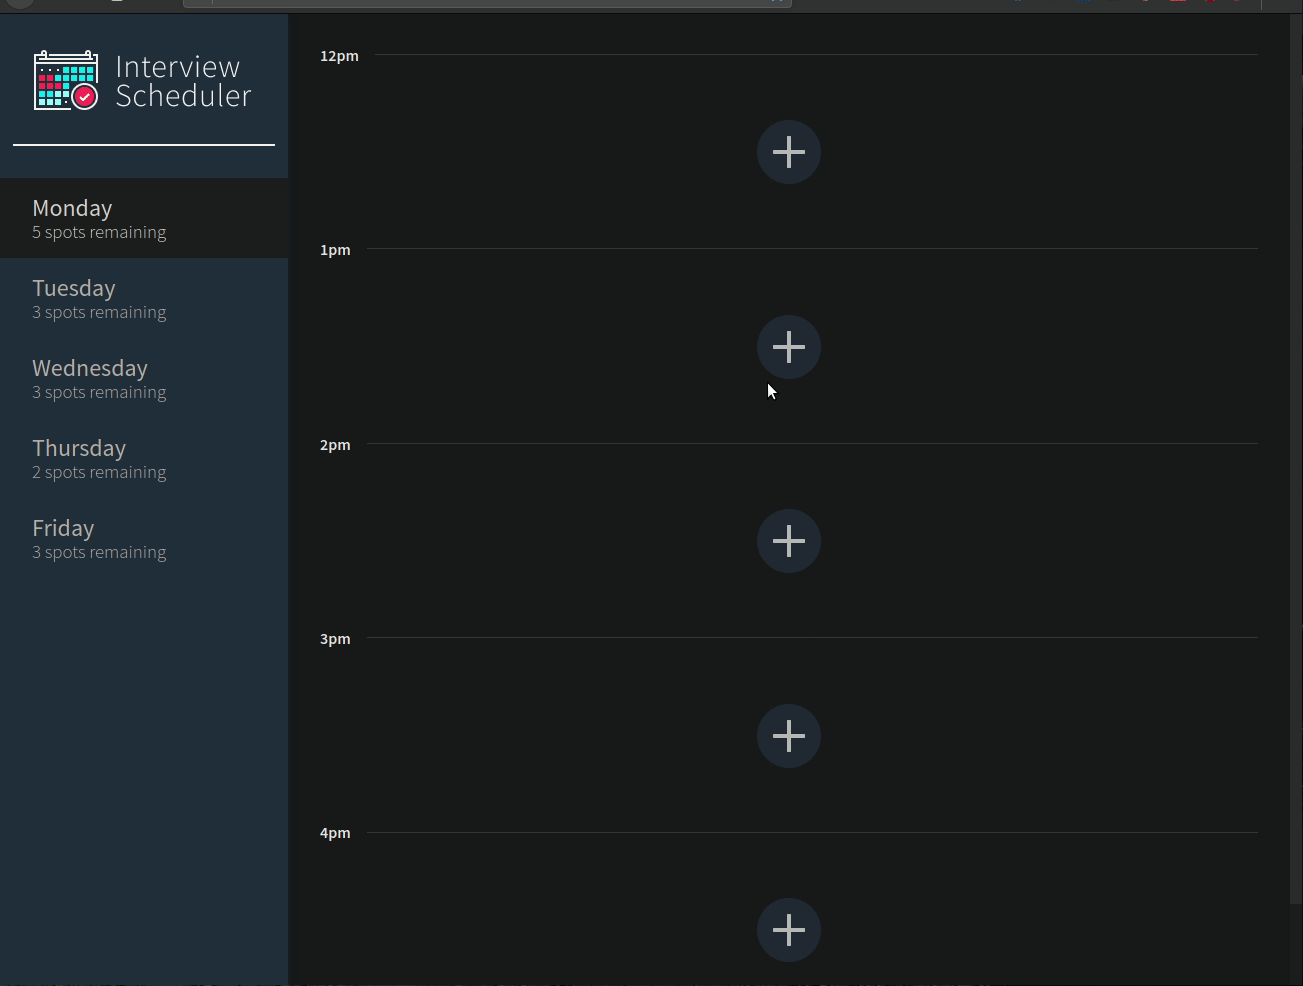 Interview
Scheduler
Monday
5 spots remaining
Tuesday
3 spots remaining
Wednesday
3 spots remaining
Thursday
2 spots remaining
Friday
3 spots remaining
12pm
1pm
2pm
3pm
4pm